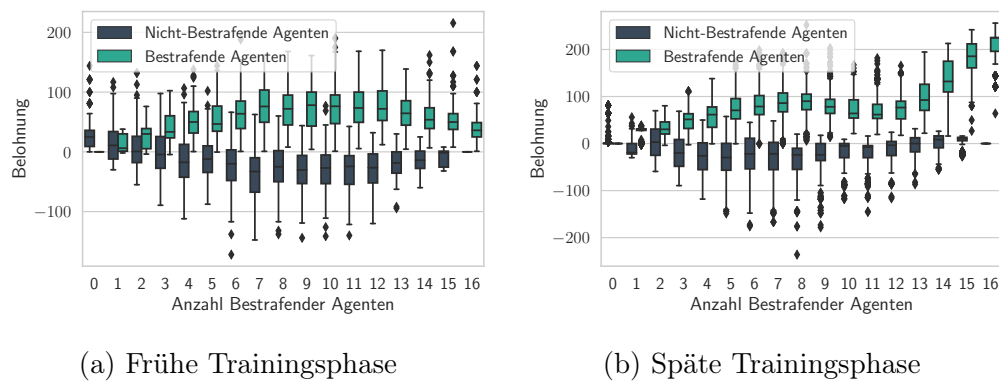 200
100
0
−100
Belohnung
Nicht-Bestrafende Agenten
Bestrafende Agenten
0 1 2 3 4 5 6 7 8 9 10 11 12 13 14 15 16
Anzahl Bestrafender Agenten
(a) Frühe Trainingsphase
200
100
0
−100
−200
Belohnung
Nicht-Bestrafende Agenten
Bestrafende Agenten
0 1 2 3 4 5 6 7 8 9 10 11 12 13 14 15 16
Anzahl Bestrafender Agenten
(b) Späte Trainingsphase